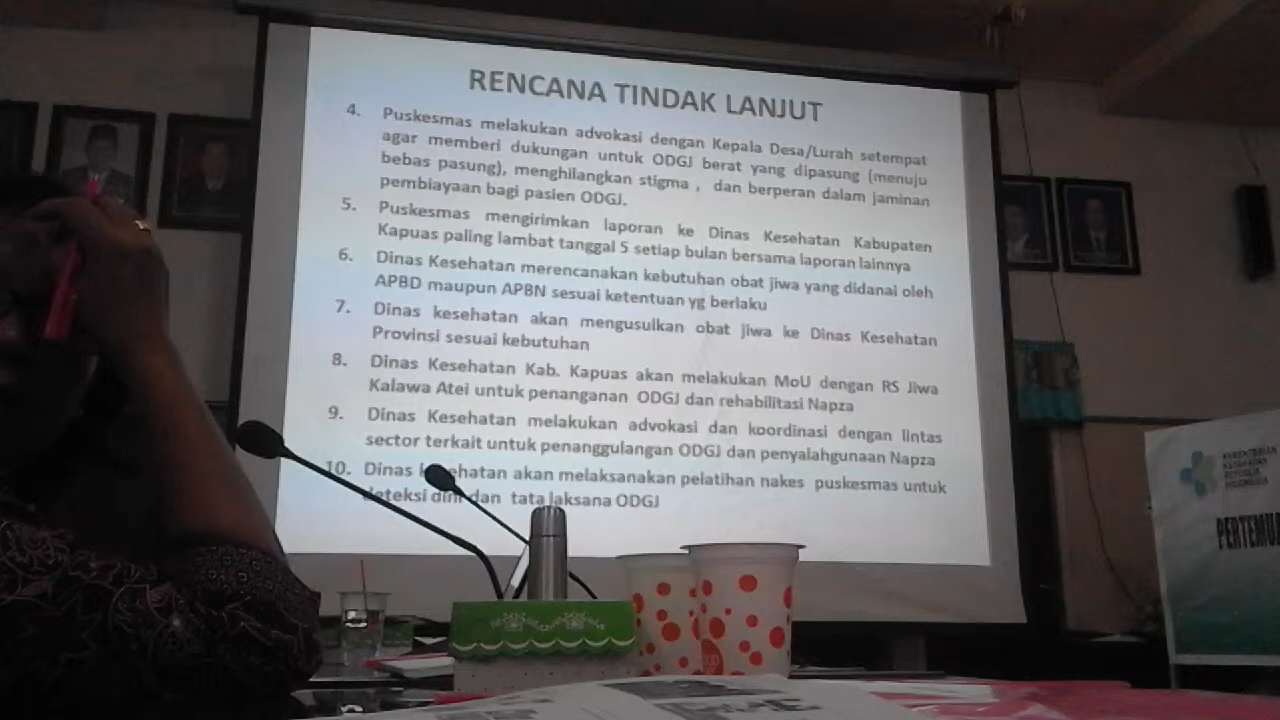 RENCANA TINDAK LANJUT
4. Puskesmas melakukan advokasi dengan Kepala Desa/Lurah setempat
agar memberi dukungan untuk ODGJ berat yang dipasung (menuju
bebas pasung), menghilangkan stigma , dan berperan dalam jaminan
pembiayaan bagi pasien ODGJ.
5. Puskesmas mengirimkan laporan ke Dinas Kesehatan Kabupaten
Kapuas paling lambat tanggal 5 setiap bulan bersama laporan lainnya
6. Dinas Kesehatan merencanakan kebutuhan obat jiwa yang didanai oleh
APBD maupun APBN sesuai ketentuan yg berlaku
7. Dinas kesehatan akan mengusulkan obat jiwa ke Dinas Kesehatan
Provinsi sesuai kebutuhan
8. Dinas Kesehatan Kab. Kapuas akan melakukan MoU dengan RS Jiwa
Kalawa Atei untuk penanganan ODGJ dan rehabilitasi Napza
9. Dinas Kesehatan melakukan advokasi dan koordinasi dengan lintas
sector terkait untuk penanggulangan ODGJ dan penyalahgunaan Napza
10. Dinas kesehatan akan melaksanakan pelatihan nakes puskesmas untuk
deteksi dini dan tata laksana ODGJ
KEMENTERIAN
KESEHATAN
REPUBLIK
INDONESIA
PERTEMU